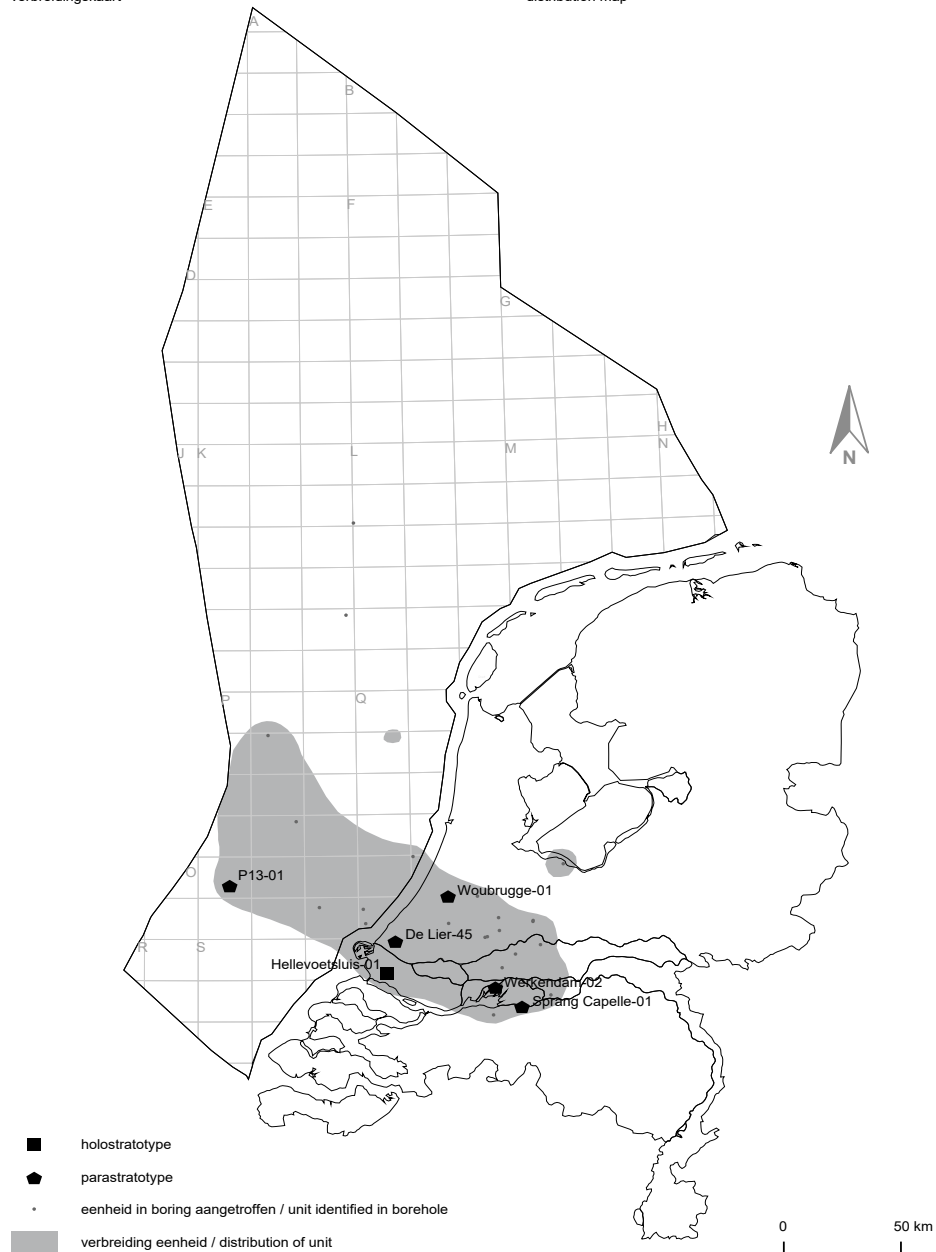 verbreidingskaart
distribution map
A
B
E
F
D
G
H
J K
L
M
N
P
Q
P13-01
O
Woubrugge-01
De Lier-45
R
S
Hellevoetsluis-01
Werkendam-02
Sprang Capelle-01
N
holostratotype
parastratotype
eenheid in boring aangetroffen / unit identified in borehole
verbreiding eenheid / distribution of unit
0
50 km